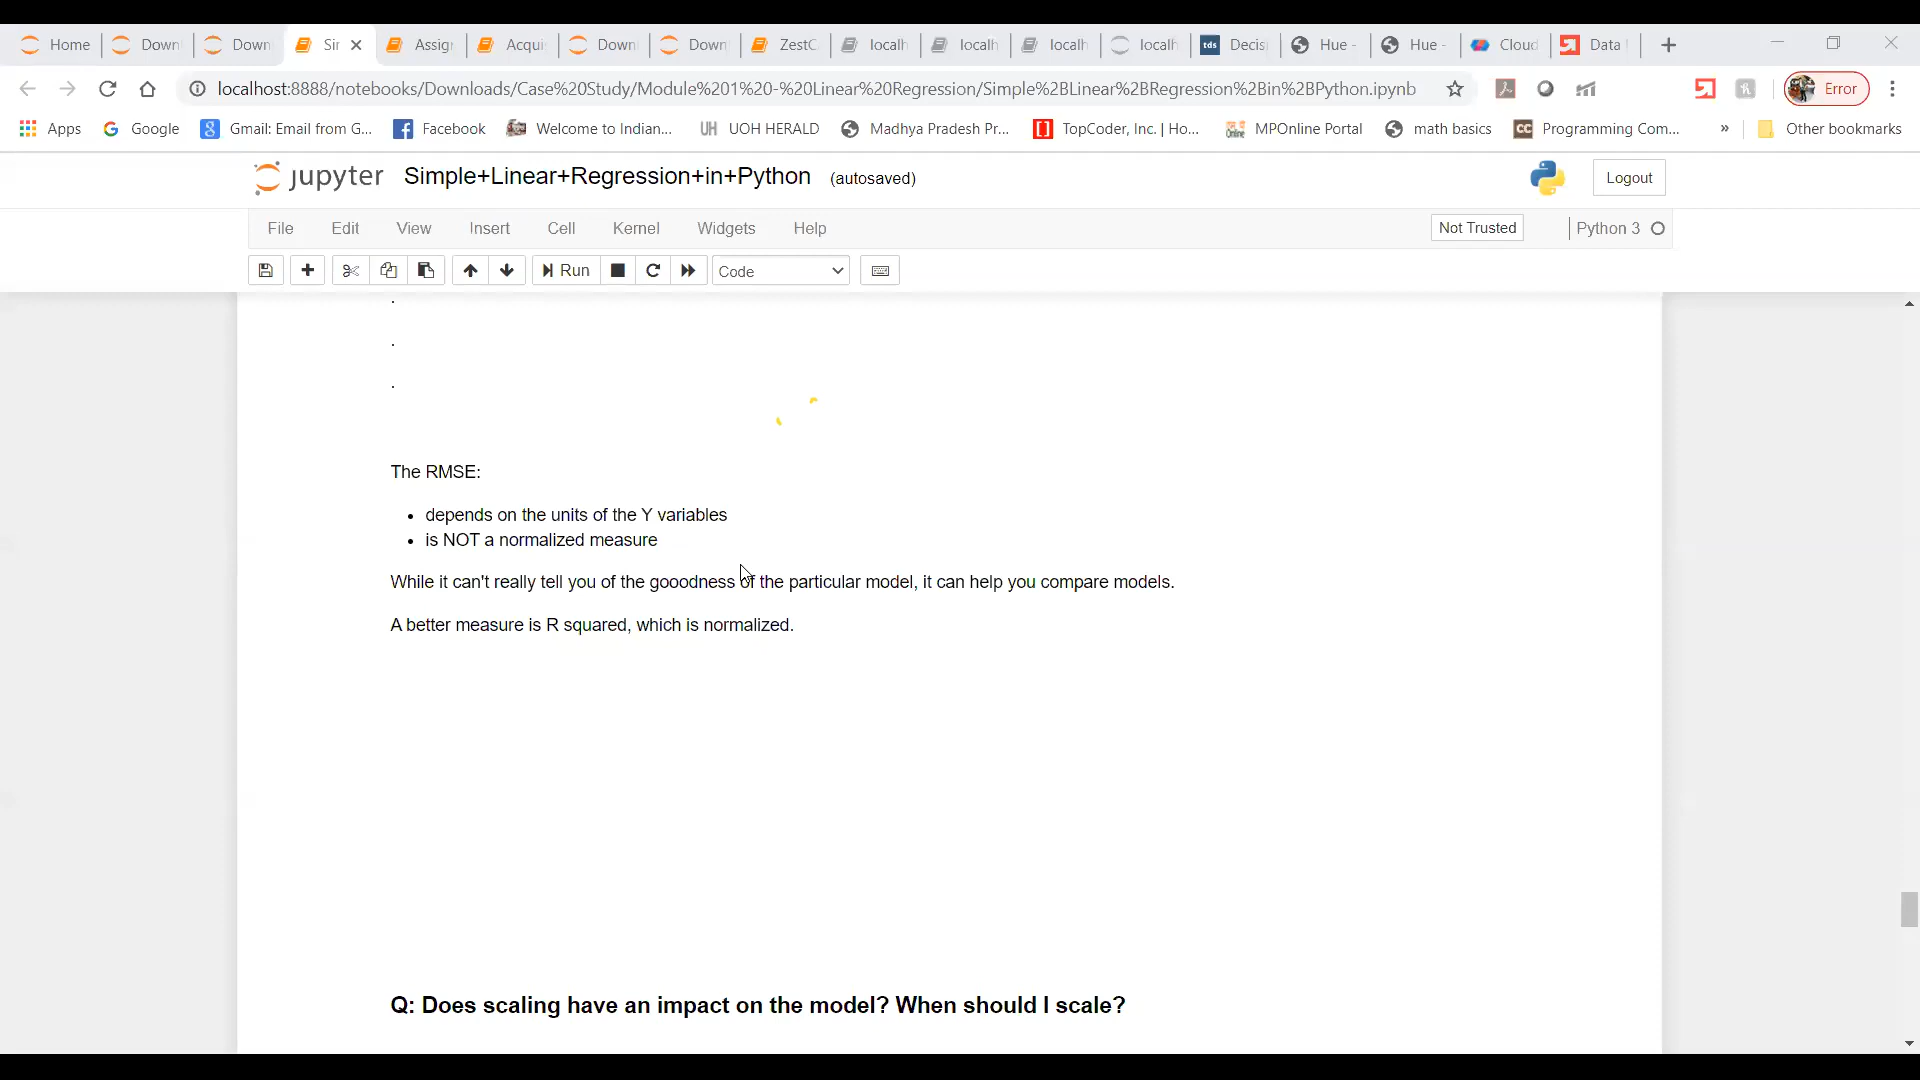 Home
Down
Down
Sir
Assig
Acqui
Down
Down
ZestC
localh
localh
localh
localh
tds
Decis
Hue -
Hue -
Cloud
Data
localhost:8888/notebooks/Downloads/Case%20Study/Module%201%20-%20Linear%20Regression/Simple%2BLinear%2BRegression%2Bin%2BPython.ipynb
Error
Apps
Google
Gmail: Email from G...
Facebook
Welcome to Indian...
UH
UOH HERALD
Madhya Pradesh Pr...
TopCoder, Inc. | Ho...
MPOnline Portal
math basics
CC
Programming Com...
»
Other bookmarks
jupyter
Simple+Linear+Regression+in+Python (autosaved)
Logout
File Edit View Insert Cell Kernel Widgets Help
Not Trusted
Python 3
Run
Code
.
.
.
The RMSE:
• depends on the units of the Y variables
• is NOT a normalized measure
While it can't really tell you of the gooodness of the particular model, it can help you compare models.
A better measure is R squared, which is normalized.
Q: Does scaling have an impact on the model? When should I scale?